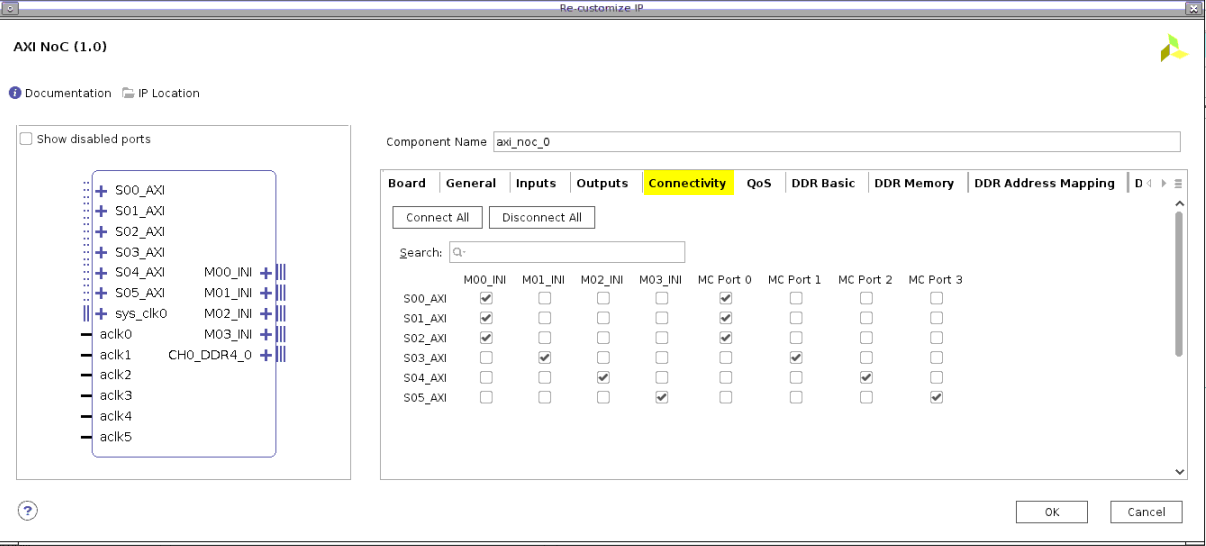 Re-customize IP
AXI NoC (1.0)
Documentation IP Location
Show disabled ports
S00_AXI
S01_AXI
S02_AXI
S03_AXI
S04_AXI M00_INI
S05_AXI M01_INI
sys_clk0 M02_INI
aclk0 M03_INI
aclk1 CH0_DDR4_0
aclk2
aclk3
aclk4
aclk5
Component Name axi_noc_0
Board General Inputs Outputs Connectivity QoS DDR Basic DDR Memory DDR Address Mapping D
Connect All Disconnect All
Search:
M00_INI M01_INI M02_INI M03_INI MC Port 0 MC Port 1 MC Port 2 MC Port 3
S00_AXI
S01_AXI
S02_AXI
S03_AXI
S04_AXI
S05_AXI
? OK Cancel